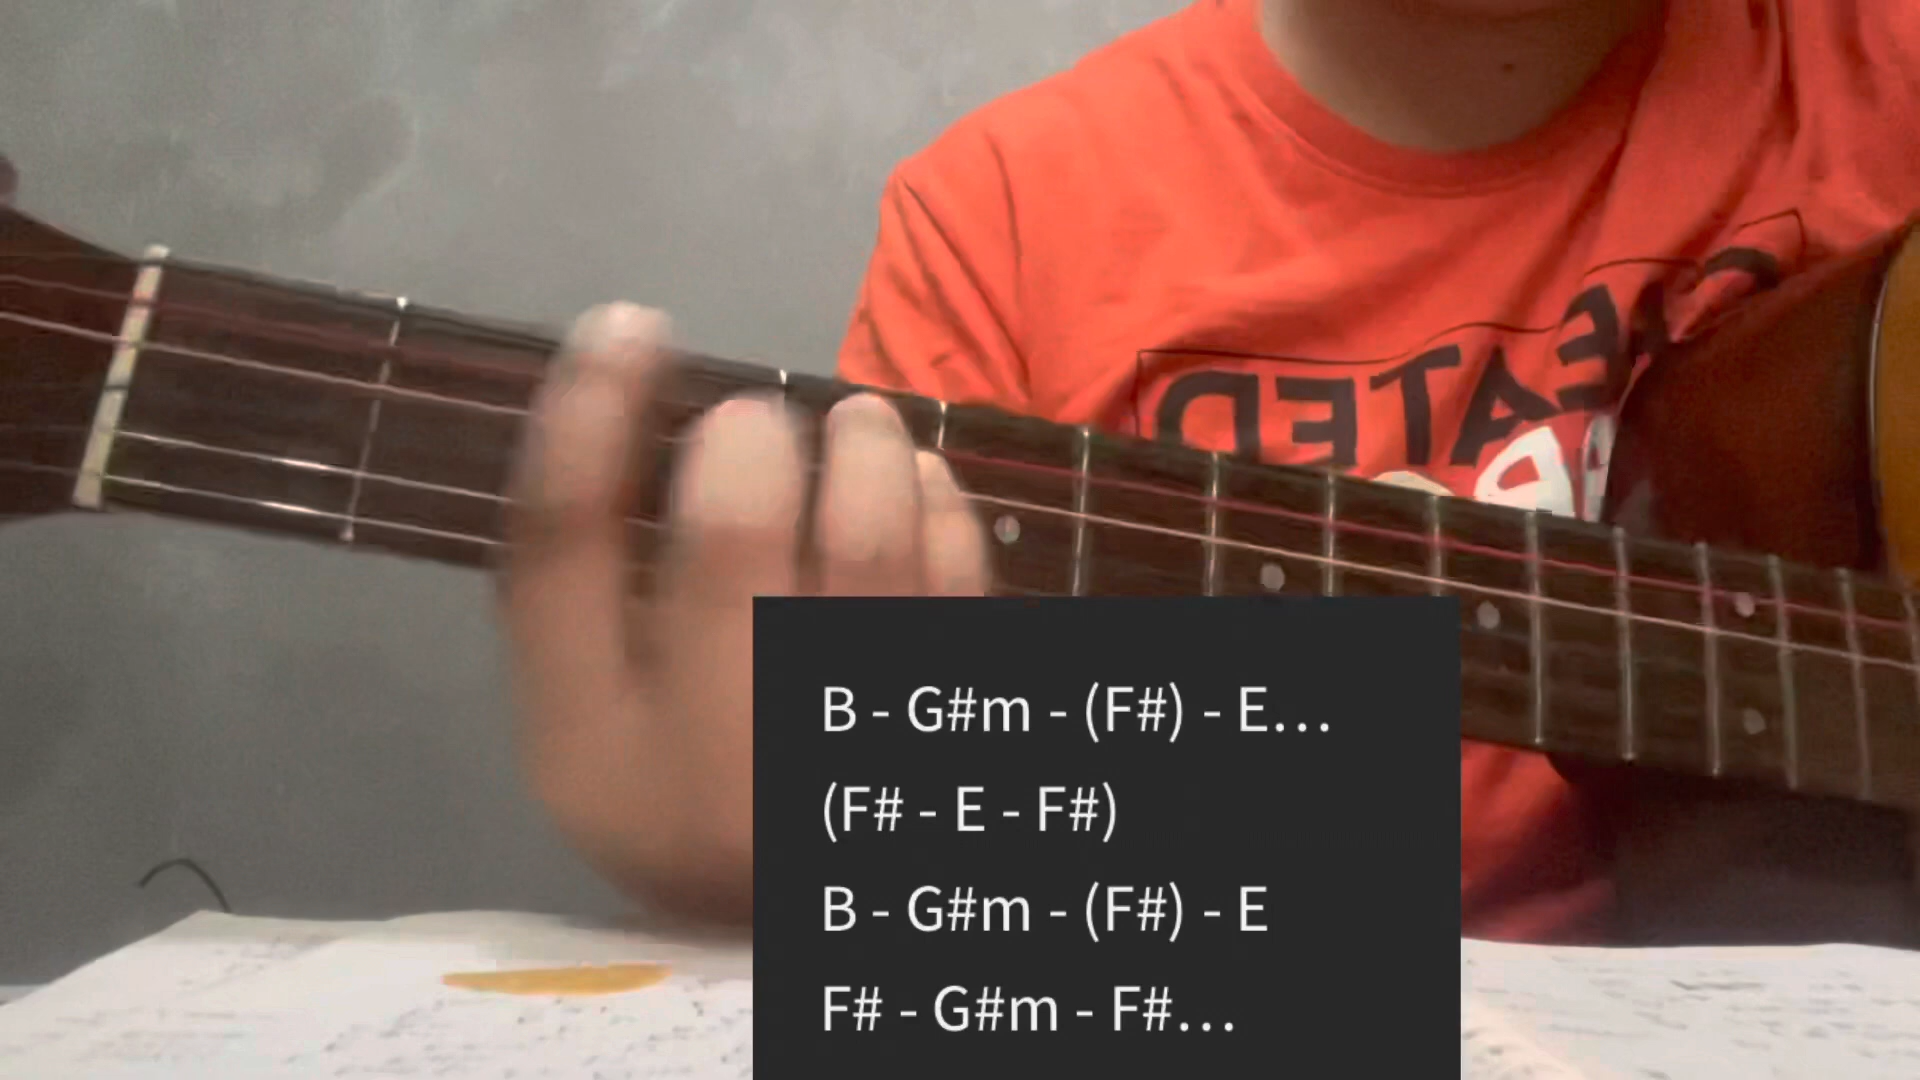 B - G#m - (F#) - E...
(F# - E - F#)
B - G#m - (F#) - E
F# - G#m - F#...